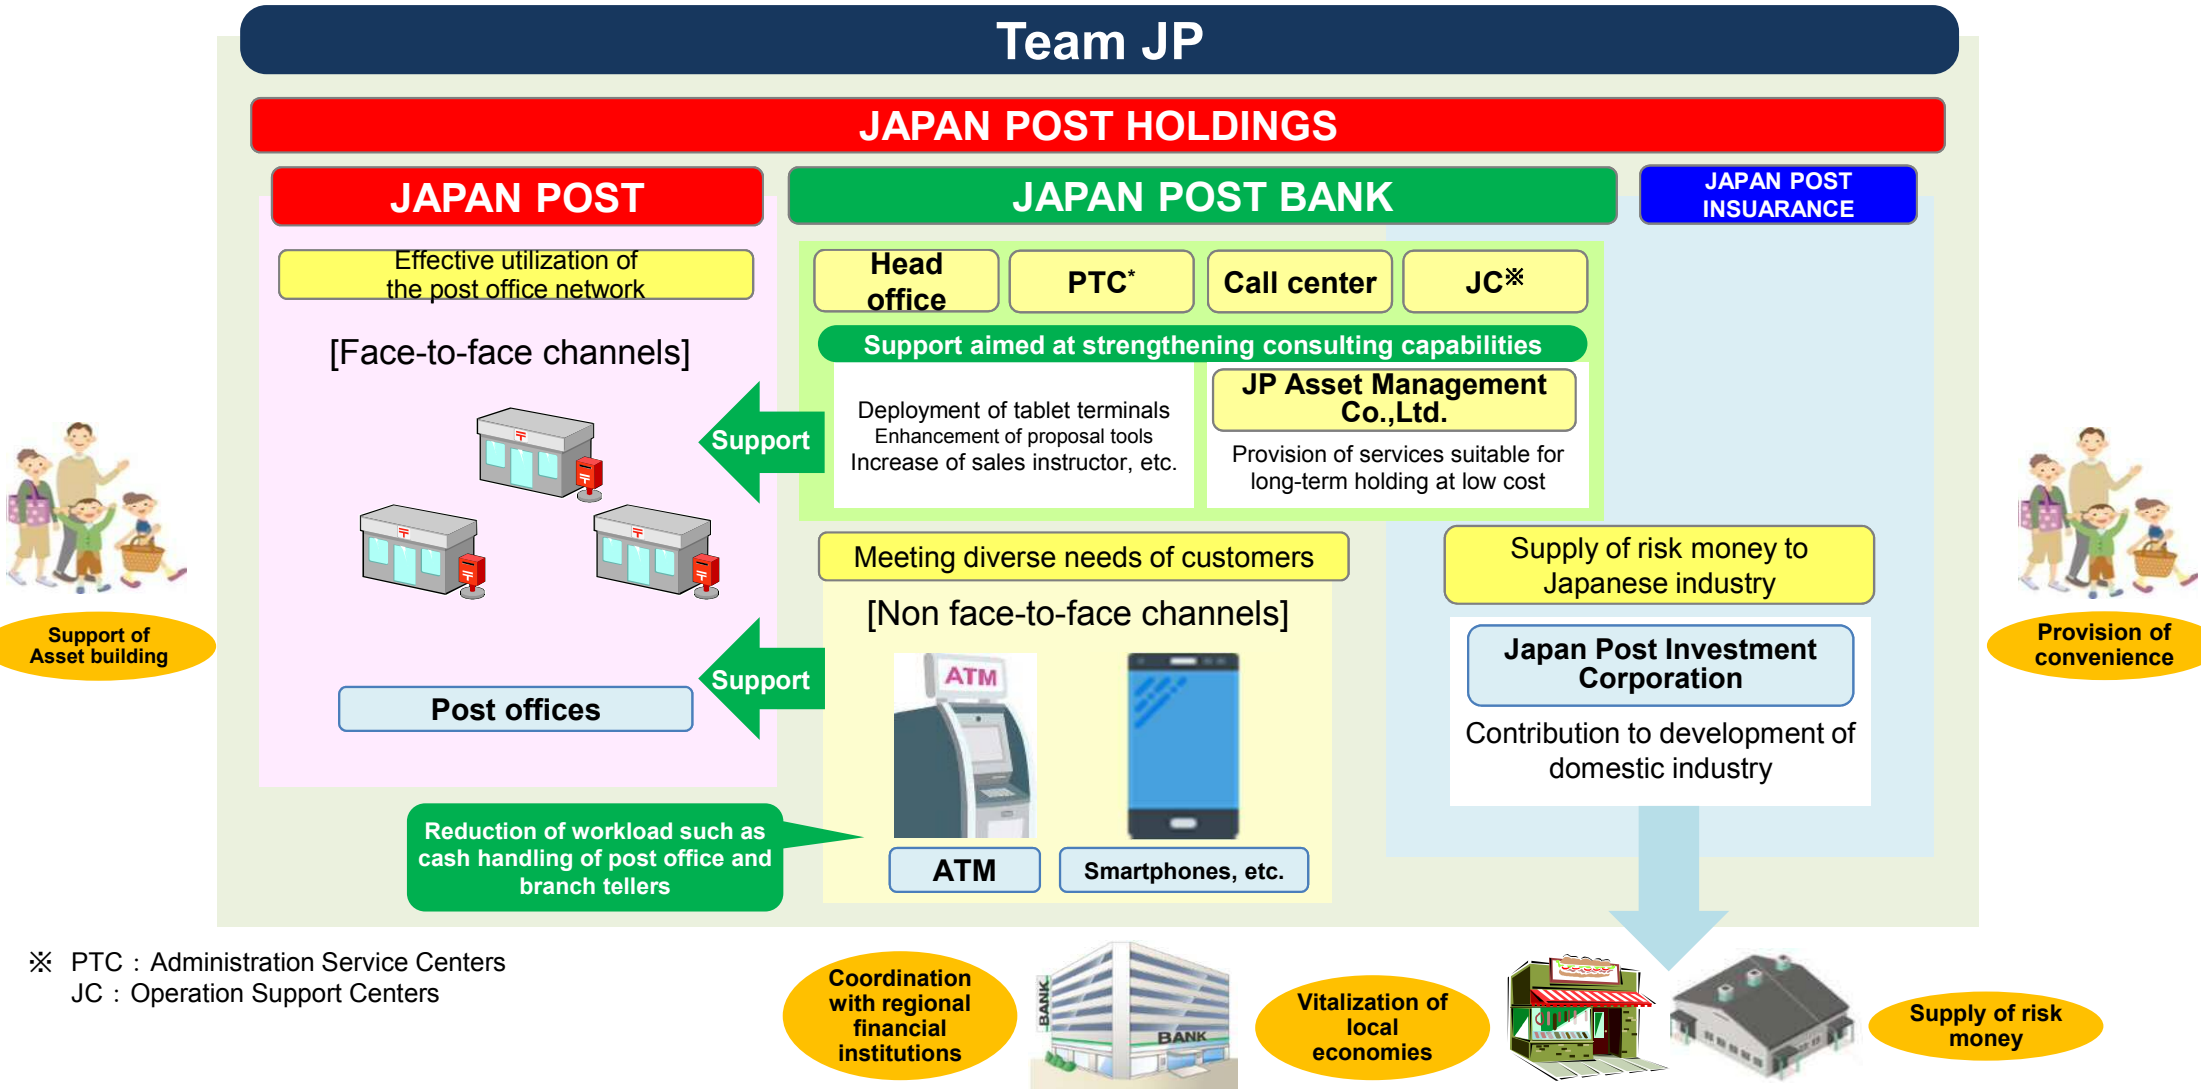 Team JP
JAPAN POST HOLDINGS
JAPAN POST
JAPAN POST BANK
JAPAN POST
INSUARANCE
Effective utilization of
the post office network
[Face-to-face channels]
Post offices
Head
office
PTC*
Call center
JC※
Support aimed at strengthening consulting capabilities
Deployment of tablet terminals
Enhancement of proposal tools
Increase of sales instructor, etc.
JP Asset Management
Co.,Ltd.
Provision of services suitable for
long-term holding at low cost
Support
Support
Meeting diverse needs of customers
[Non face-to-face channels]
ATM
ATM
Smartphones, etc.
Reduction of workload such as
cash handling of post office and
branch tellers
Supply of risk money to
Japanese industry
Japan Post Investment
Corporation
Contribution to development of
domestic industry
Support of
Asset building
Provision of
convenience
※ PTC：Administration Service Centers
JC：Operation Support Centers
Coordination
with regional
financial
institutions
BANK
BANK
Vitalization of
local
economies
Supply of risk
money